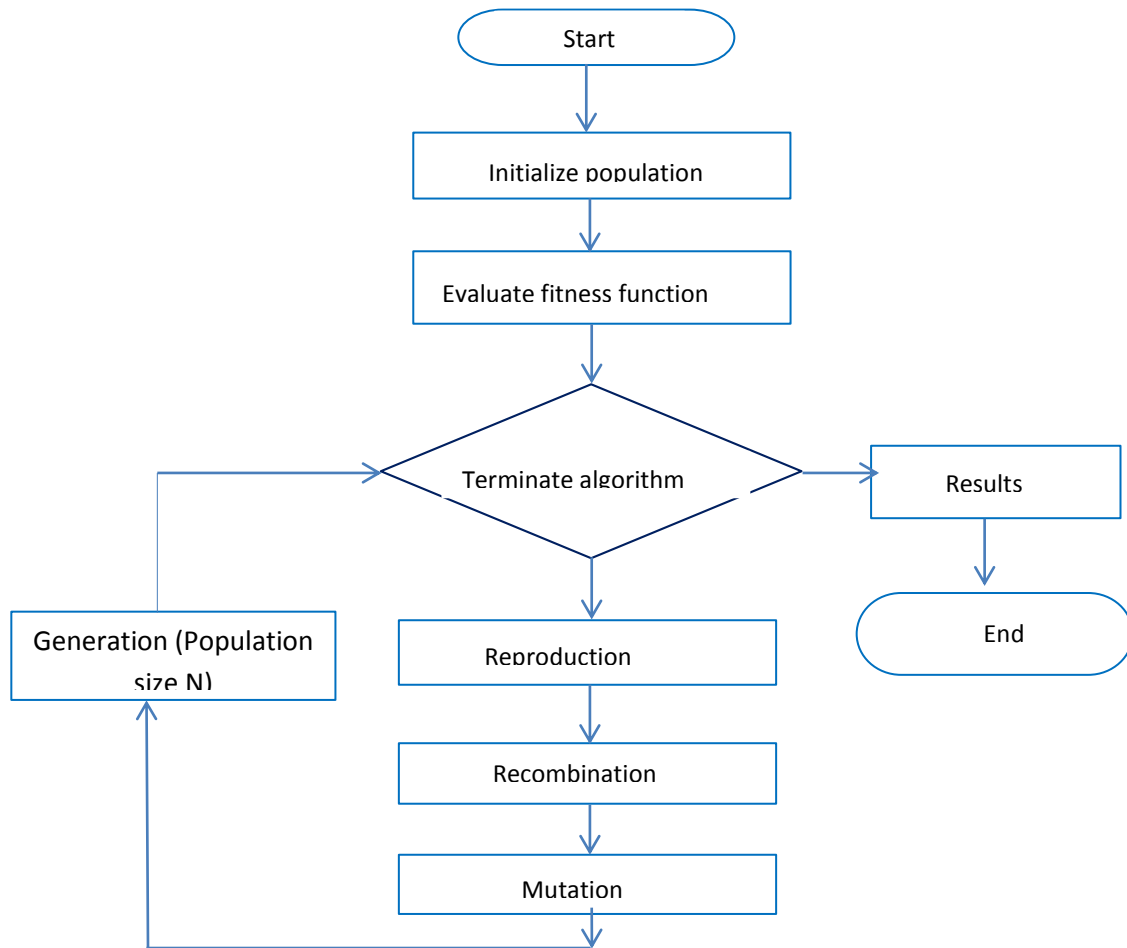 Start
Initialize population
Evaluate fitness function
Terminate algorithm
Results
Generation (Population
size N)
Reproduction
End
Recombination
Mutation